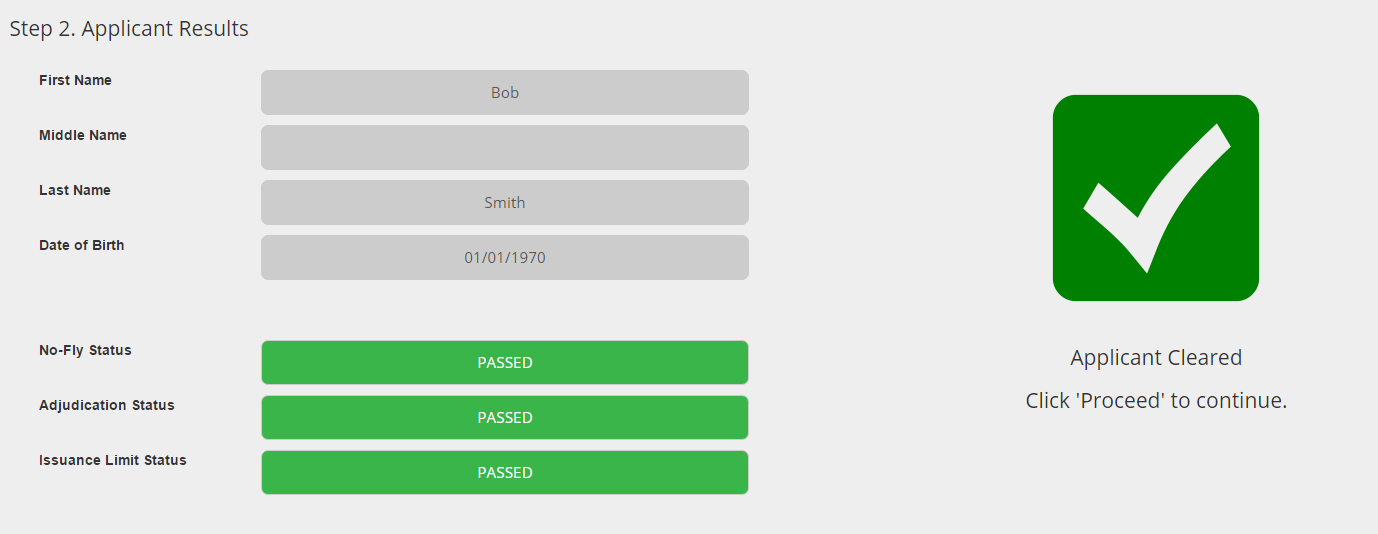 Step 2. Applicant Results
First Name
Bob
Middle Name
Last Name
Smith
Date of Birth
01/01/1970
No-Fly Status
PASSED
Adjudication Status
PASSED
Issuance Limit Status
PASSED
Applicant Cleared
Click 'Proceed' to continue.